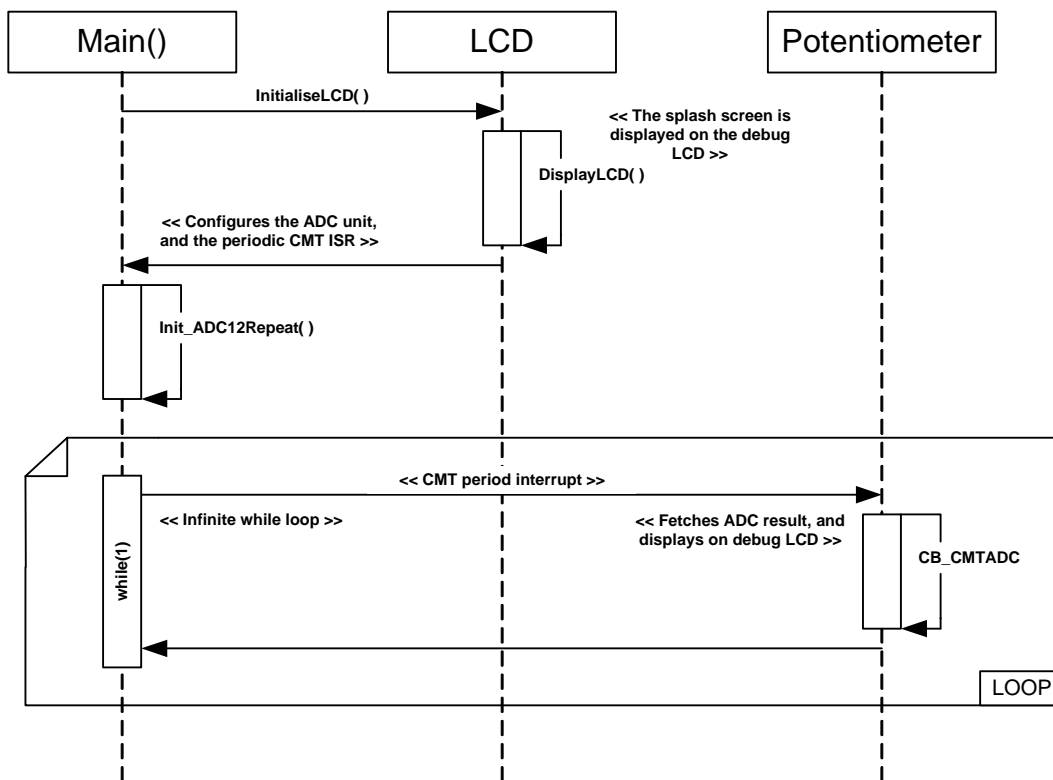 Main()
LCD
Potentiometer
InitialiseLCD( )
<< The splash screen is
displayed on the debug
LCD >>
DisplayLCD( )
<< Configures the ADC unit,
and the periodic CMT ISR >>
Init_ADC12Repeat( )
<< CMT period interrupt >>
<< Infinite while loop >>
<< Fetches ADC result, and
displays on debug LCD >>
while(1)
CB_CMTADC
LOOP